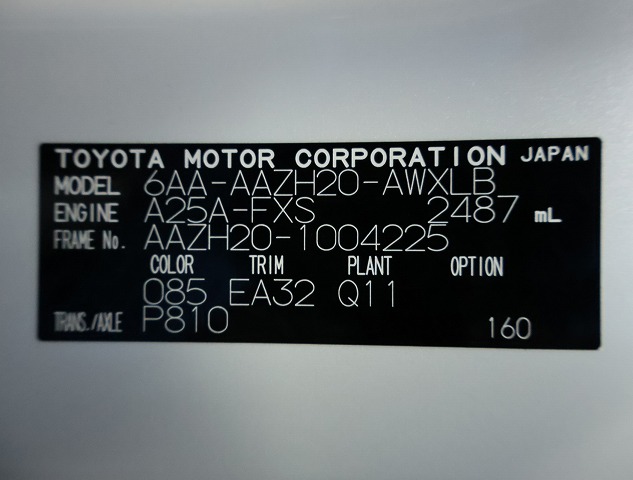 TOYOTA MOTOR CORPORATION JAPAN
MODEL 6AA-AAZH20-AWXLB
ENGINE A25A-FXS 2487 mL
FRAME No. AAZH20-1004225
COLOR TRIM PLANT OPTION
085 EA32 Q11
TRANS./AXLE P810 160